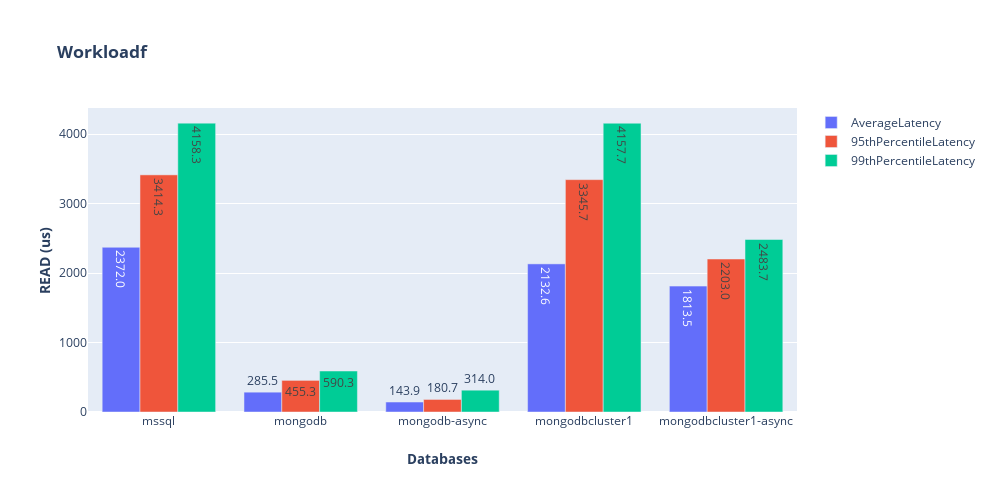 Workloadf
AverageLatency
95thPercentileLatency
99thPercentileLatency
READ (us)
4000
3000
2000
1000
0
2372.0
3414.3
4158.3
285.5
455.3
590.3
143.9
180.7
314.0
2132.6
3345.7
4157.7
1813.5
2203.0
2483.7
mssql
mongodb
mongodb-async
mongodbcluster1
mongodbcluster1-async
Databases